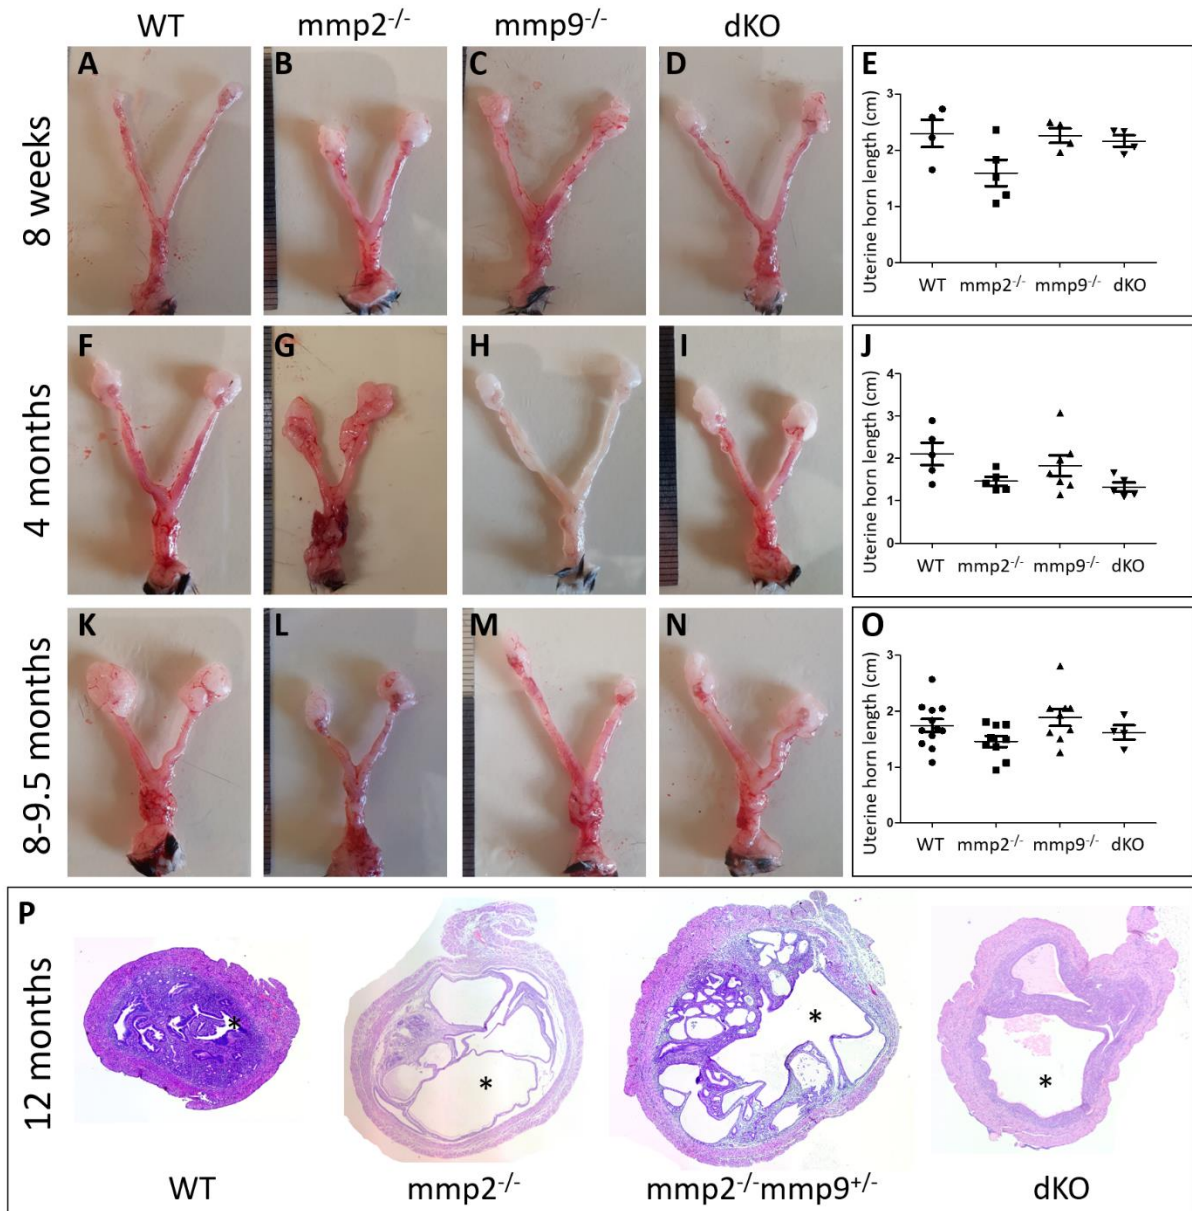 WT mmp2-/- mmp9-/- dKO
8 weeks
A B C D E
Uterine horn length (cm)
3
2
1
0
WT mmp2-/- mmp9-/- dKO
4 months
F G H I J
Uterine horn length (cm)
4
3
2
1
0
WT mmp2-/- mmp9-/- dKO
8-9.5 months
K L M N O
Uterine horn length (cm)
3
2
1
0
WT mmp2-/- mmp9-/- dKO
P
12 months
* * * *
WT mmp2-/- mmp2-/-mmp9+/- dKO